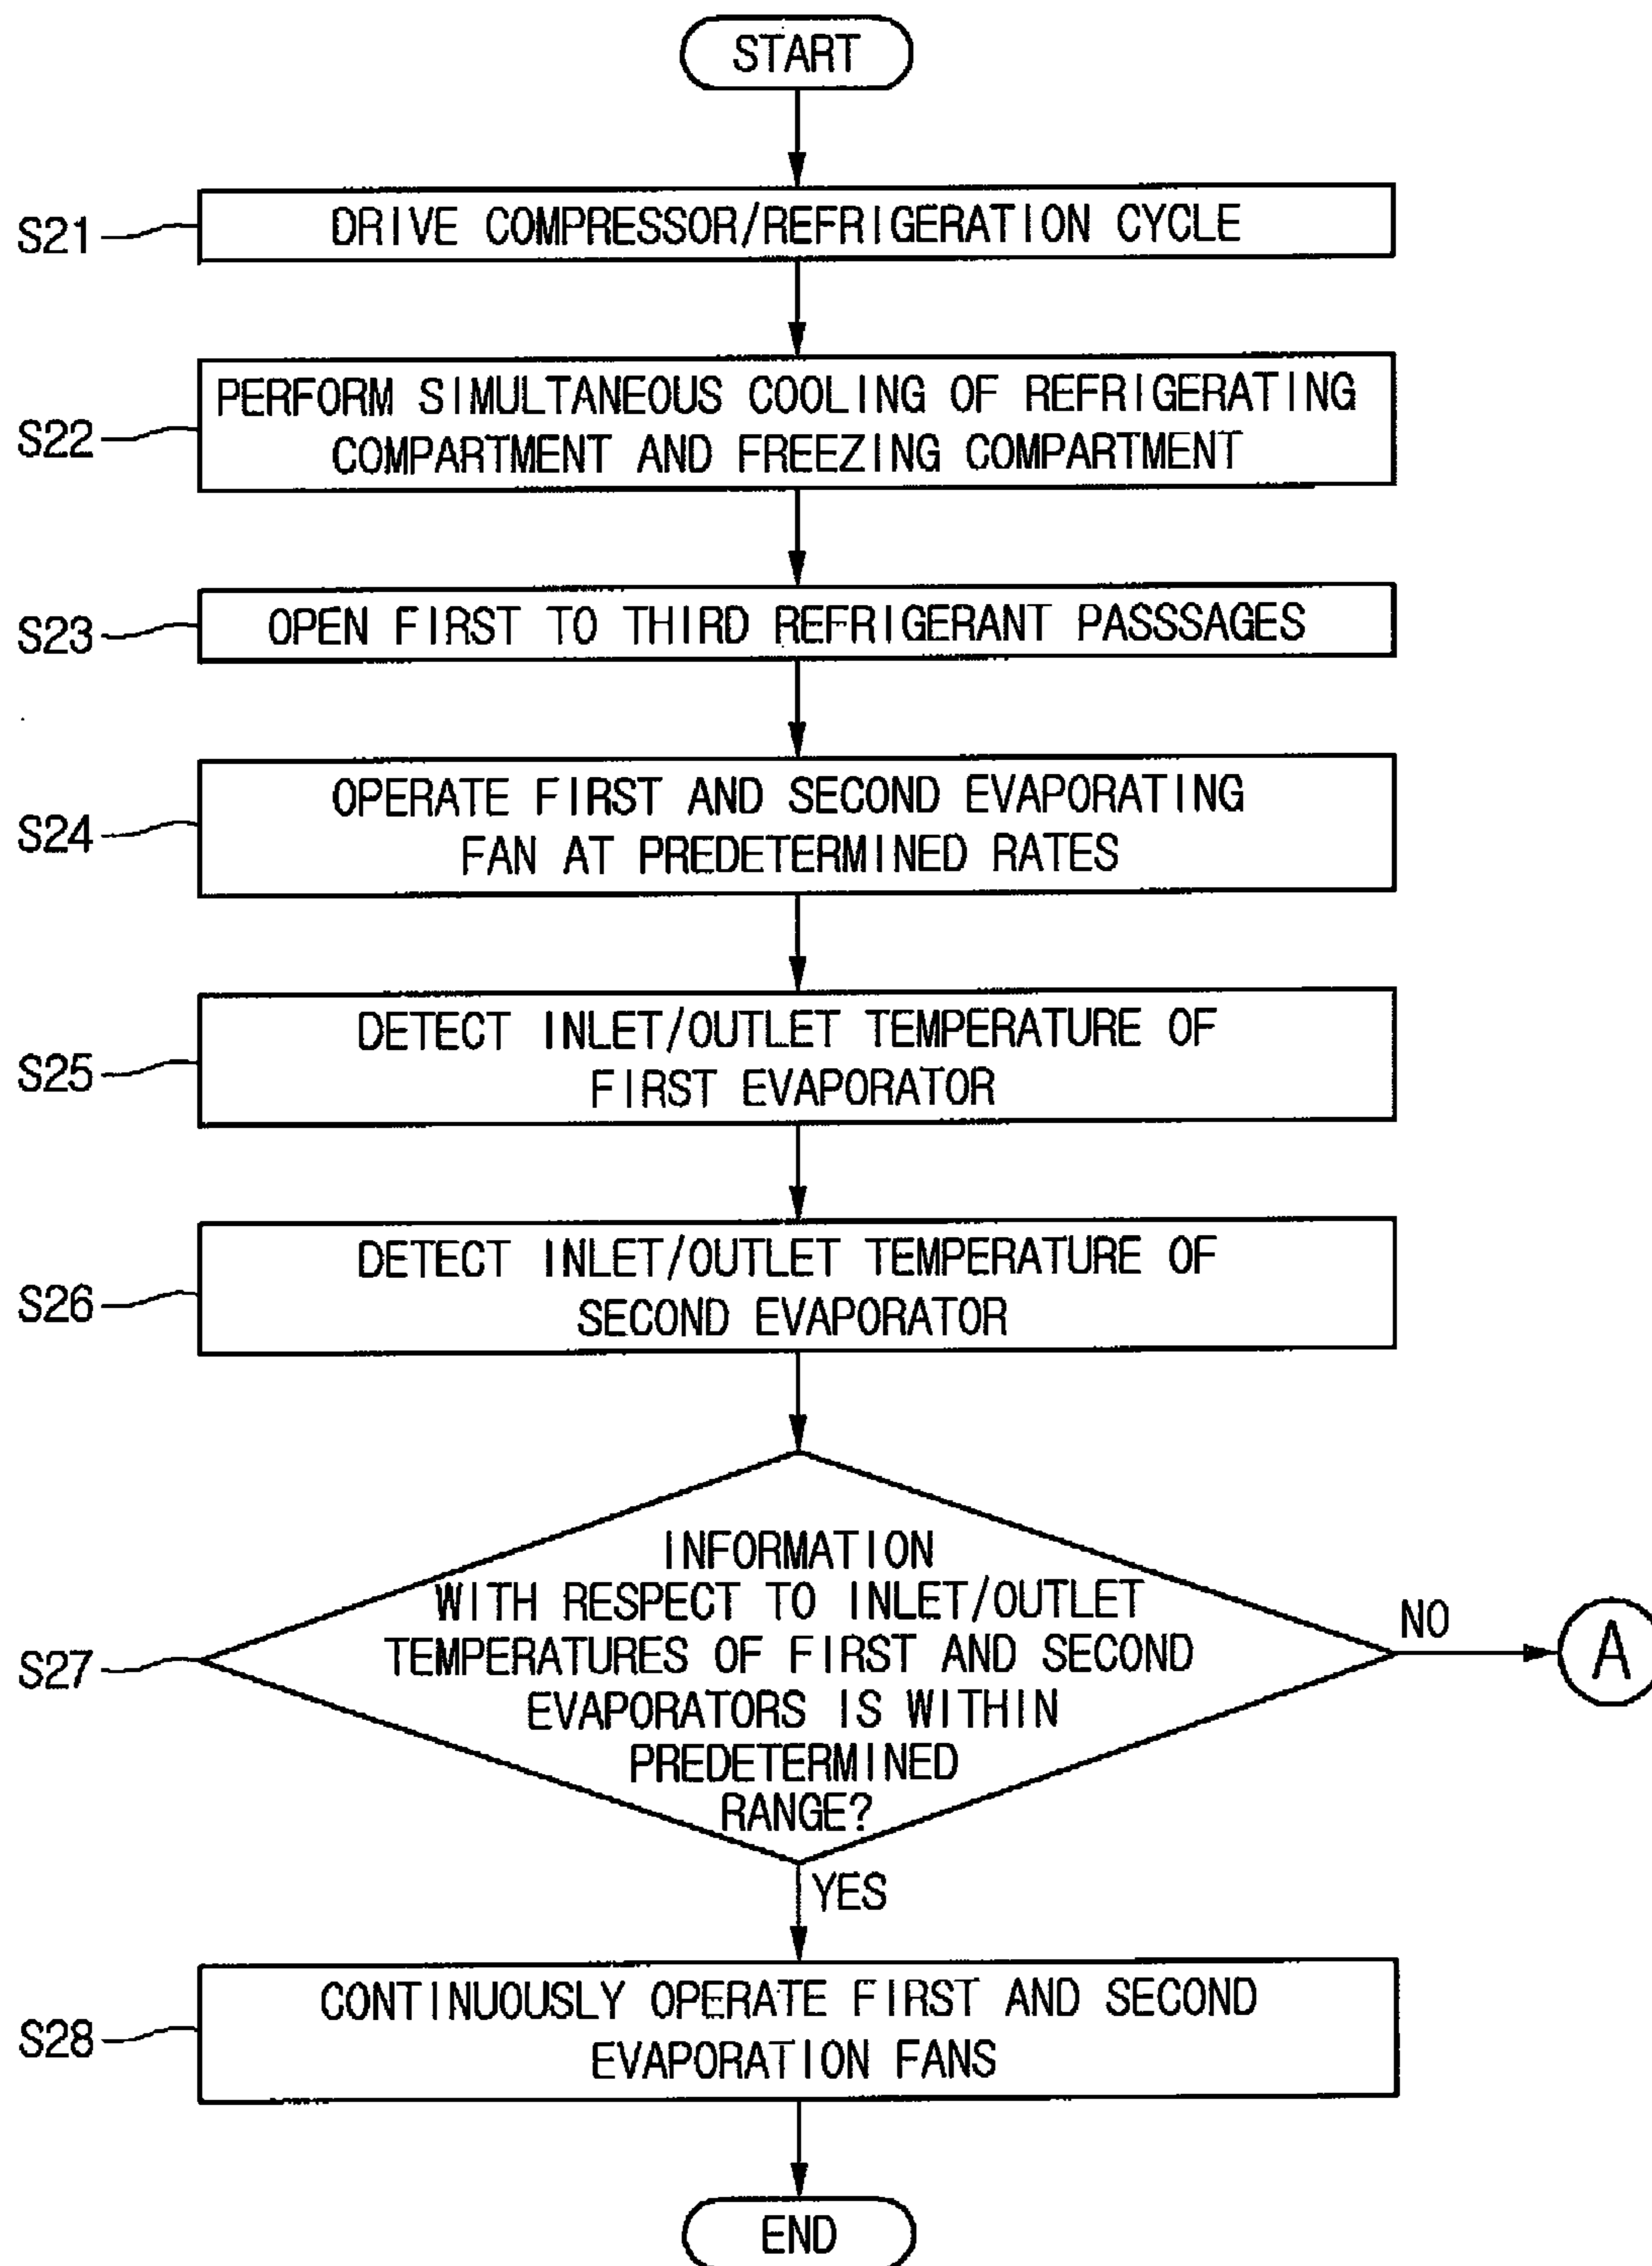 START
S21
DRIVE COMPRESSOR/REFRIGERATION CYCLE
S22
PERFORM SIMULTANEOUS COOLING OF REFRIGERATING
COMPARTMENT AND FREEZING COMPARTMENT
S23
OPEN FIRST TO THIRD REFRIGERANT PASSSAGES
S24
OPERATE FIRST AND SECOND EVAPORATING
FAN AT PREDETERMINED RATES
S25
DETECT INLET/OUTLET TEMPERATURE OF
FIRST EVAPORATOR
S26
DETECT INLET/OUTLET TEMPERATURE OF
SECOND EVAPORATOR
S27
INFORMATION
WITH RESPECT TO INLET/OUTLET
TEMPERATURES OF FIRST AND SECOND
EVAPORATORS IS WITHIN
PREDETERMINED
RANGE?
NO
A
YES
S28
CONTINUOUSLY OPERATE FIRST AND SECOND
EVAPORATION FANS
END